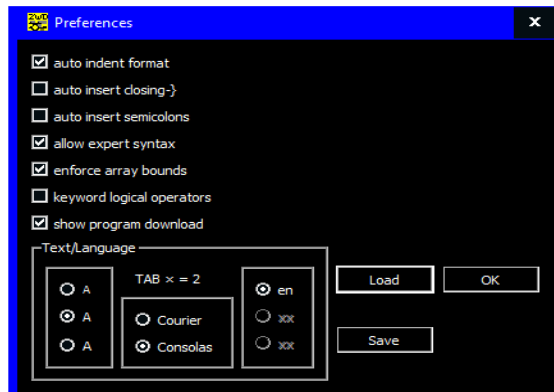 Preferences
auto indent format
auto insert closing-}
auto insert semicolons
allow expert syntax
enforce array bounds
keyword logical operators
show program download
Text/Language
A
A
A
TAB × = 2
Courier
Consolas
en
xx
xx
Load
OK
Save